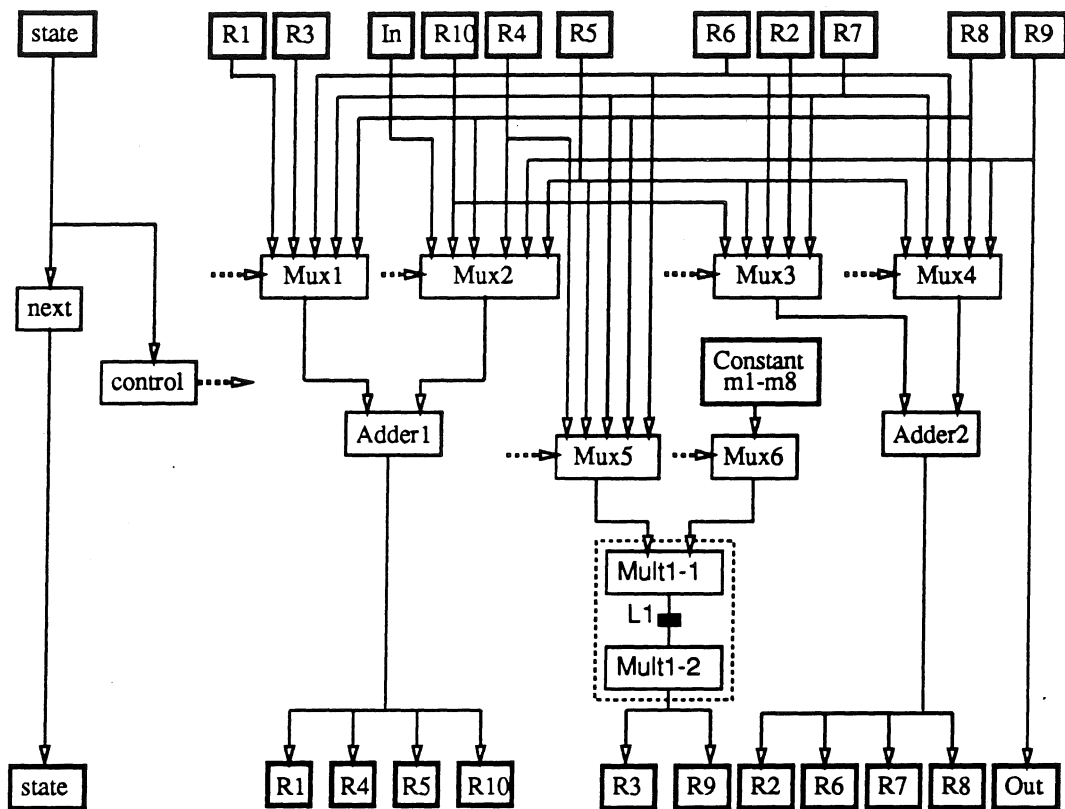 state
R1
R3
In
R10
R4
R5
R6
R2
R7
R8
R9
Mux1
Mux2
Mux3
Mux4
next
control
Constant
m1-m8
Adder1
Adder2
Mux5
Mux6
Mult1-1
L1
Mult1-2
state
R1
R4
R5
R10
R3
R9
R2
R6
R7
R8
Out